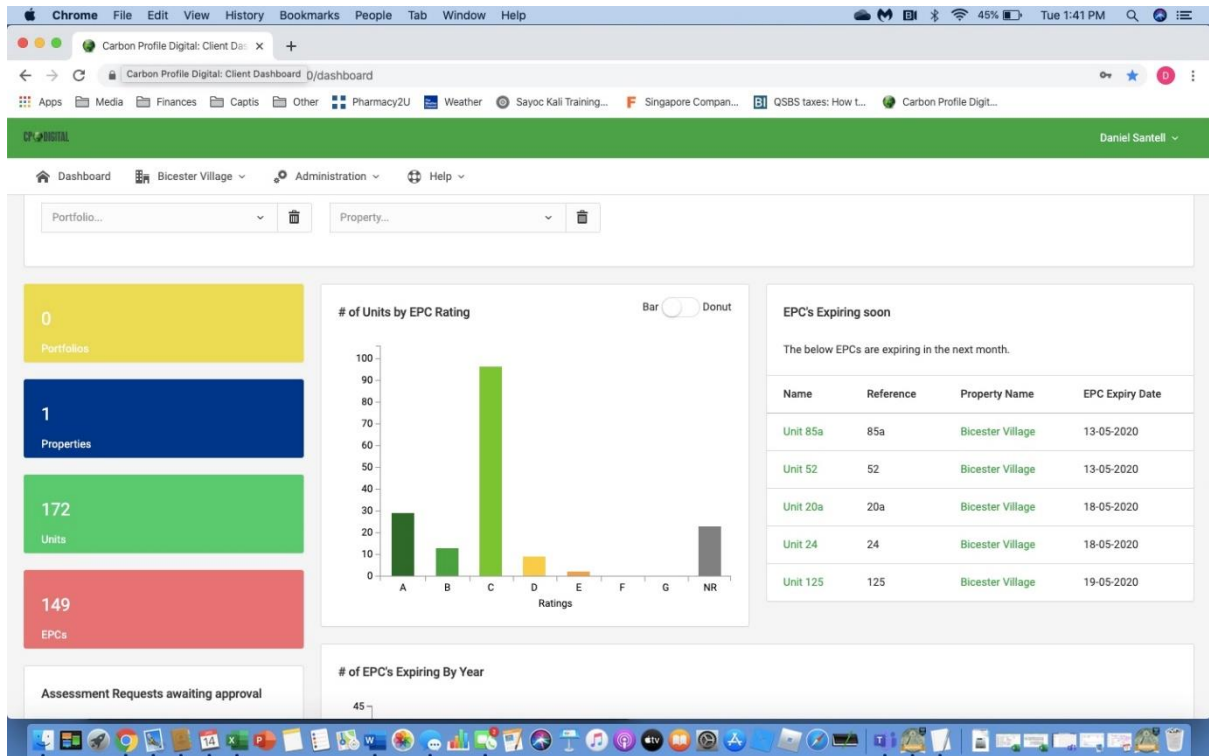 Chrome File Edit View History Bookmarks People Tab Window Help 45% Tue 1:41 PM
Carbon Profile Digital: Client Das
Carbon Profile Digital: Client Dashboard 0/dashboard D
Apps Media Finances Captis Other Pharmacy2U Weather Sayoc Kali Training... Singapore Compan... BI QSBS taxes: How t... Carbon Profile Digit...
DIGITAL Daniel Santell
Dashboard Bicester Village Administration Help
Portfolio... Property...
0
Portfolios
1
Properties
172
Units
149
EPCs
Assessment Requests awaiting approval
# of Units by EPC Rating Bar Donut
100
90
80
70
60
50
40
30
20
10
0
A B C D E F G NR
Ratings
EPC's Expiring soon
The below EPCs are expiring in the next month.
Name Reference Property Name EPC Expiry Date
Unit 85a 85a Bicester Village 13-05-2020
Unit 52 52 Bicester Village 13-05-2020
Unit 20a 20a Bicester Village 18-05-2020
Unit 24 24 Bicester Village 18-05-2020
Unit 125 125 Bicester Village 19-05-2020
# of EPC's Expiring By Year
45